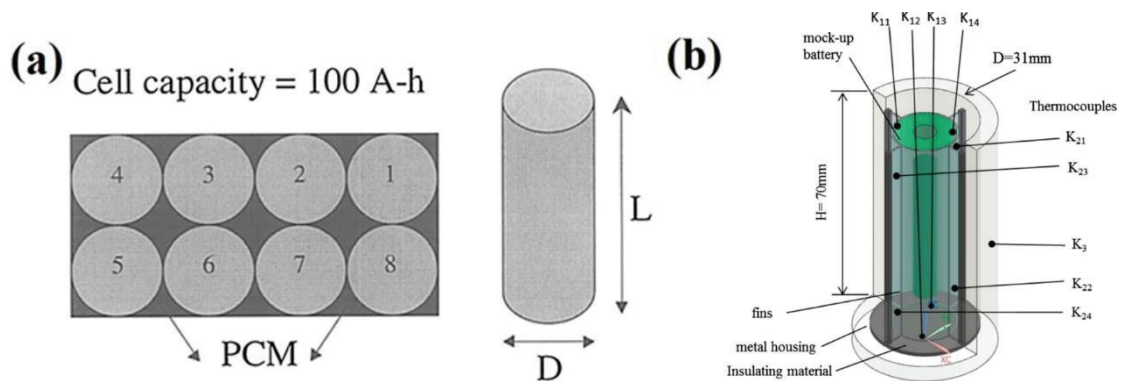 (a)
Cell capacity = 100 A-h
4 3 2 1
5 6 7 8
PCM
L
D
(b)
K11 K12 K13 K14
mock-up
battery
D=31mm
Thermocouples
K21
K23
H= 70mm
K3
K22
fins
K24
metal housing
Insulating material
XC